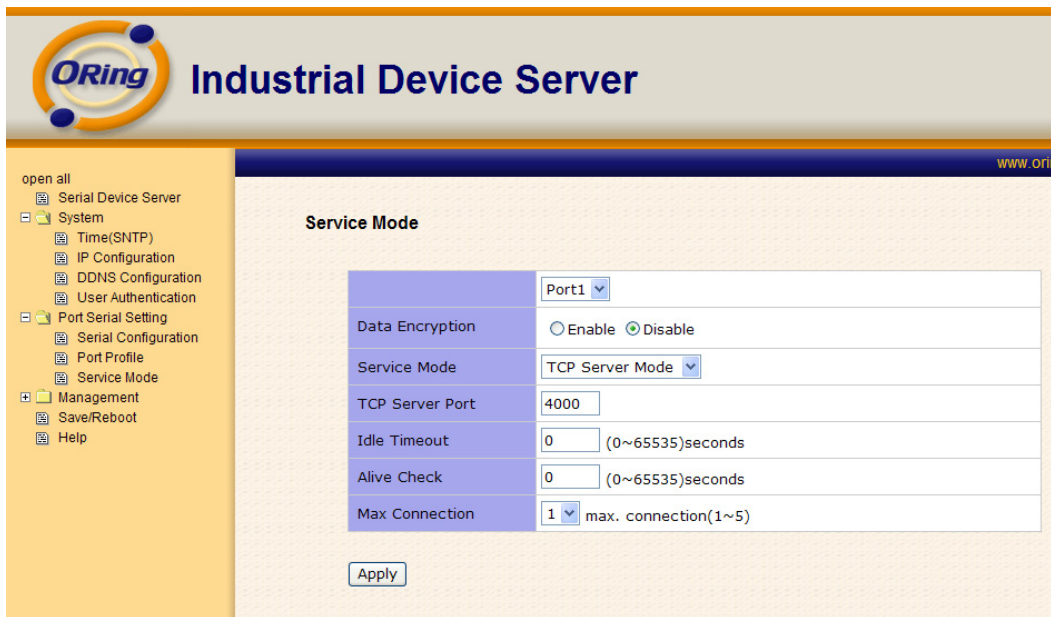 ORing
Industrial Device Server
www.ori
open all
Serial Device Server
System
Time(SNTP)
IP Configuration
DDNS Configuration
User Authentication
Port Serial Setting
Serial Configuration
Port Profile
Service Mode
Management
Save/Reboot
Help
Service Mode
Port1
Data Encryption Enable Disable
Service Mode TCP Server Mode
TCP Server Port 4000
Idle Timeout 0 (0~65535)seconds
Alive Check 0 (0~65535)seconds
Max Connection 1 max. connection(1~5)
Apply